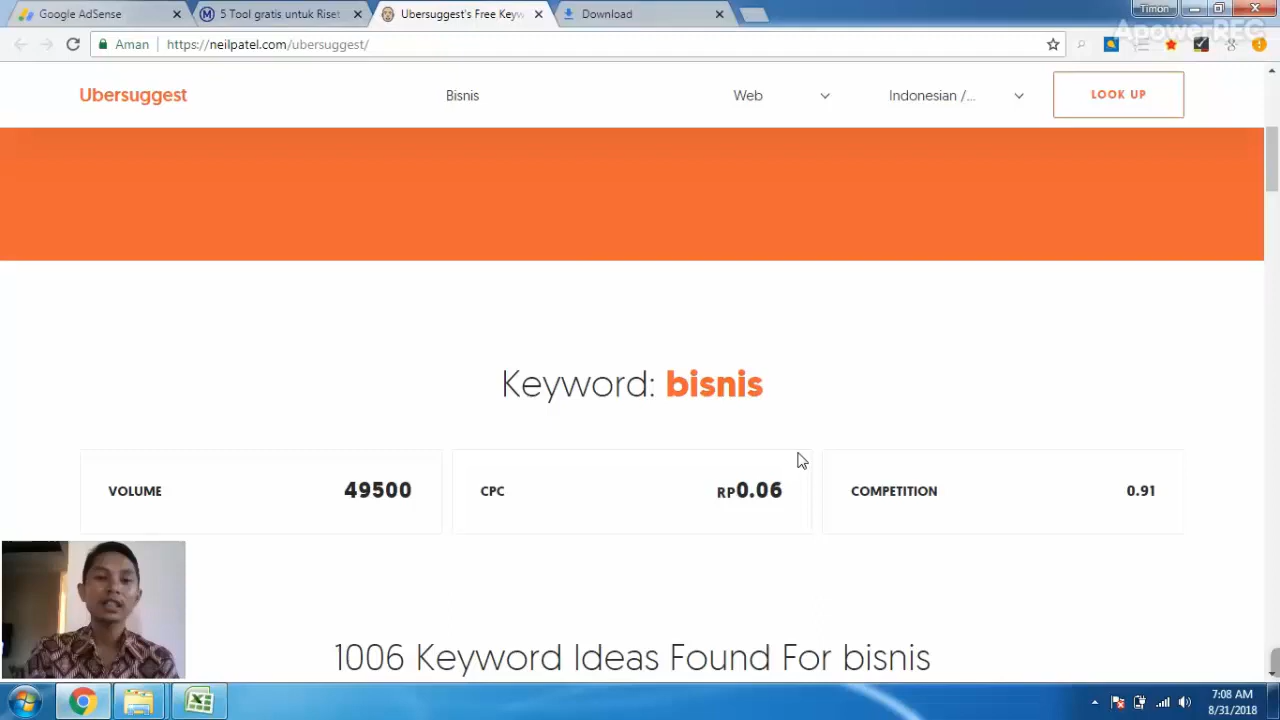 Google AdSense
5 Tool gratis untuk Riset
Ubersuggest's Free Keyw
Download
Timon
ApowerREC
Aman
https://neilpatel.com/ubersuggest/
Ubersuggest
Bisnis
Web
Indonesian /...
LOOK UP
Keyword: bisnis
VOLUME 49500
CPC RP0.06
COMPETITION 0.91
1006 Keyword Ideas Found For bisnis
7:08 AM
8/31/2018